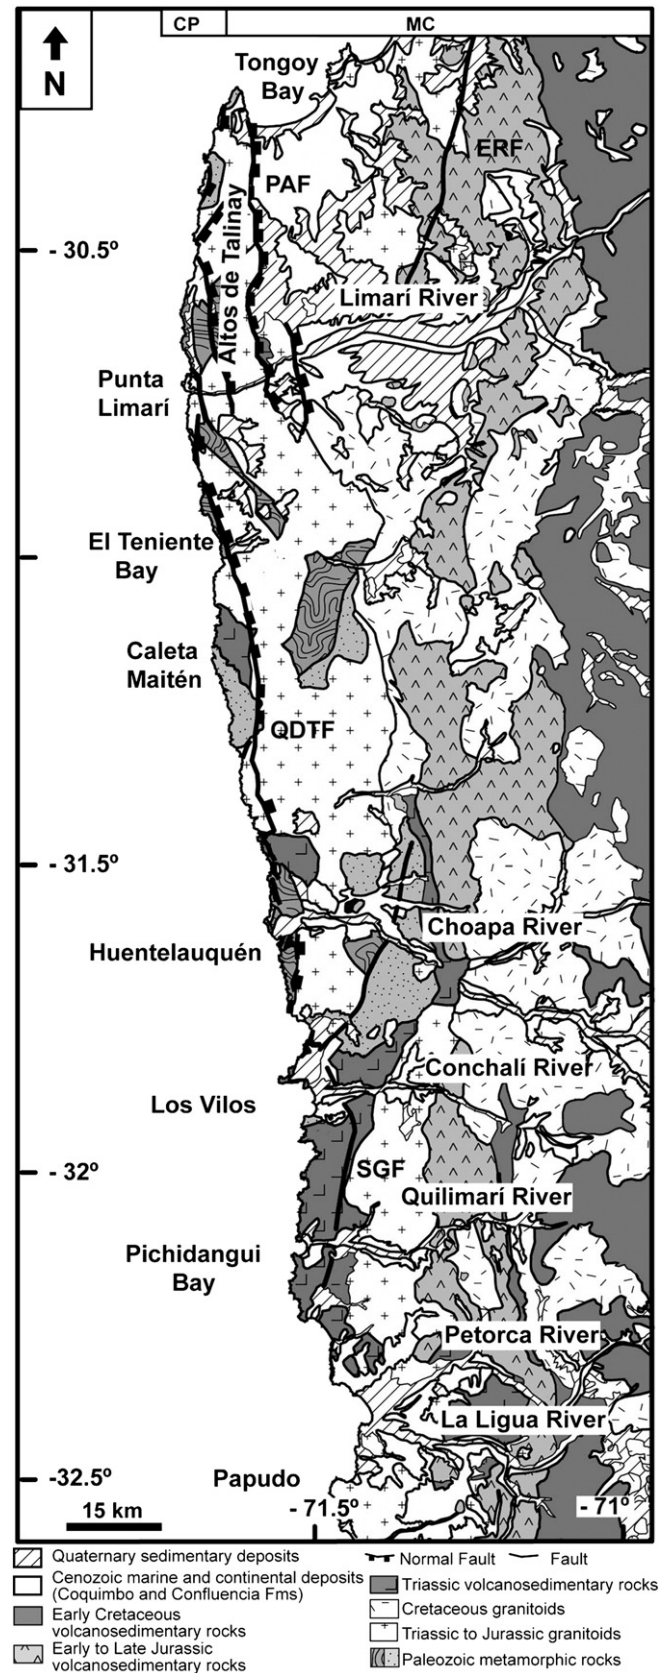 CP
MC
N
Tongoy
Bay
ERF
PAF
- 30.5º
Altos de Talinay
Limarí River
Punta
Limarí
El Teniente
Bay
Caleta
Maitén
QDTF
- 31.5º
Choapa River
Huentelauquén
Conchalí River
Los Vilos
- 32º
SGF
Quilimarí River
Pichidangui
Bay
Petorca River
La Ligua River
-32.5º
Papudo
15 km
- 71.5º
- 71º
Quaternary sedimentary deposits
Cenozoic marine and continental deposits
(Coquimbo and Confluencia Fms)
Early Cretaceous
volcanosedimentary rocks
Early to Late Jurassic
volcanosedimentary rocks
Normal Fault
Fault
Triassic volcanosedimentary rocks
Cretaceous granitoids
Triassic to Jurassic granitoids
Paleozoic metamorphic rocks